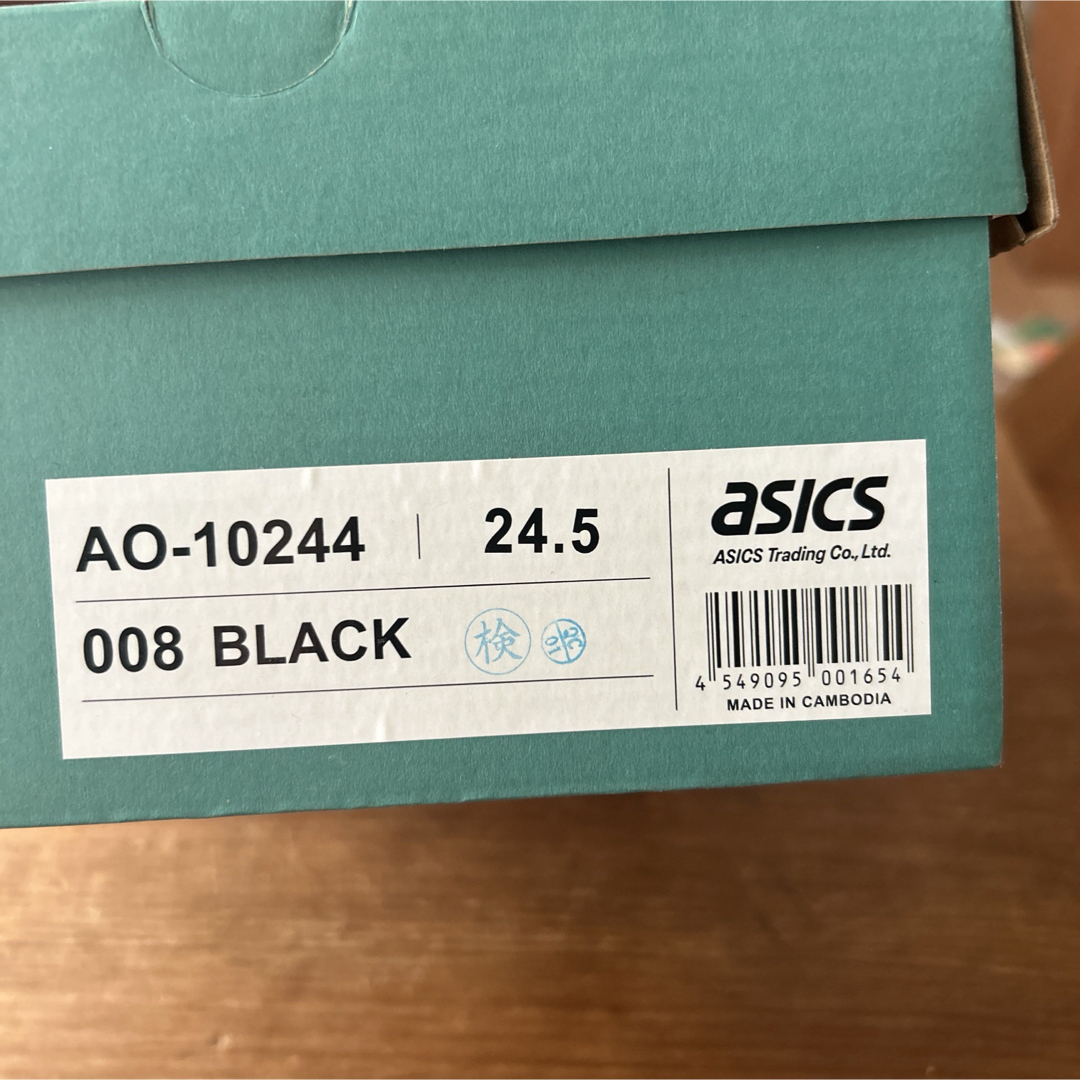 AO-10244 | 24.5
008 BLACK 検
asics
ASICS Trading Co., Ltd.
4 549095 001654
MADE IN CAMBODIA